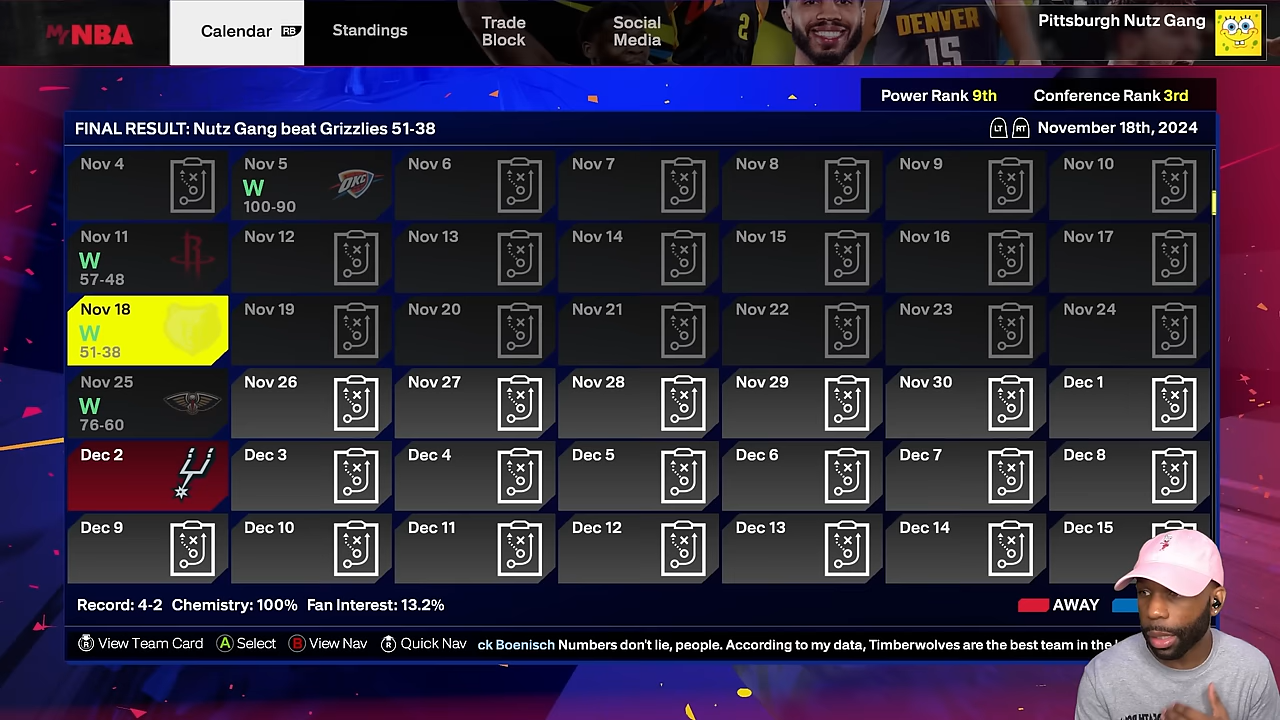 MyNBA
Calendar RB
Standings
Trade
Block
Social
Media
DENVER
15
2
Pittsburgh Nutz Gang
Power Rank 9th Conference Rank 3rd
FINAL RESULT: Nutz Gang beat Grizzlies 51-38
LT RT November 18th, 2024
Nov 4
Nov 5
W
100-90
OKC
Nov 6
Nov 7
Nov 8
Nov 9
Nov 10
Nov 11
W
57-48
R
Nov 12
Nov 13
Nov 14
Nov 15
Nov 16
Nov 17
Nov 18
W
51-38
Nov 19
Nov 20
Nov 21
Nov 22
Nov 23
Nov 24
Nov 25
W
76-60
Nov 26
Nov 27
Nov 28
Nov 29
Nov 30
Dec 1
Dec 2
Dec 3
Dec 4
Dec 5
Dec 6
Dec 7
Dec 8
Dec 9
Dec 10
Dec 11
Dec 12
Dec 13
Dec 14
Dec 15
Record: 4-2 Chemistry: 100% Fan Interest: 13.2%
AWAY
R View Team Card A Select B View Nav R Quick Nav
ck Boenisch Numbers don't lie, people. According to my data, Timberwolves are the best team in the